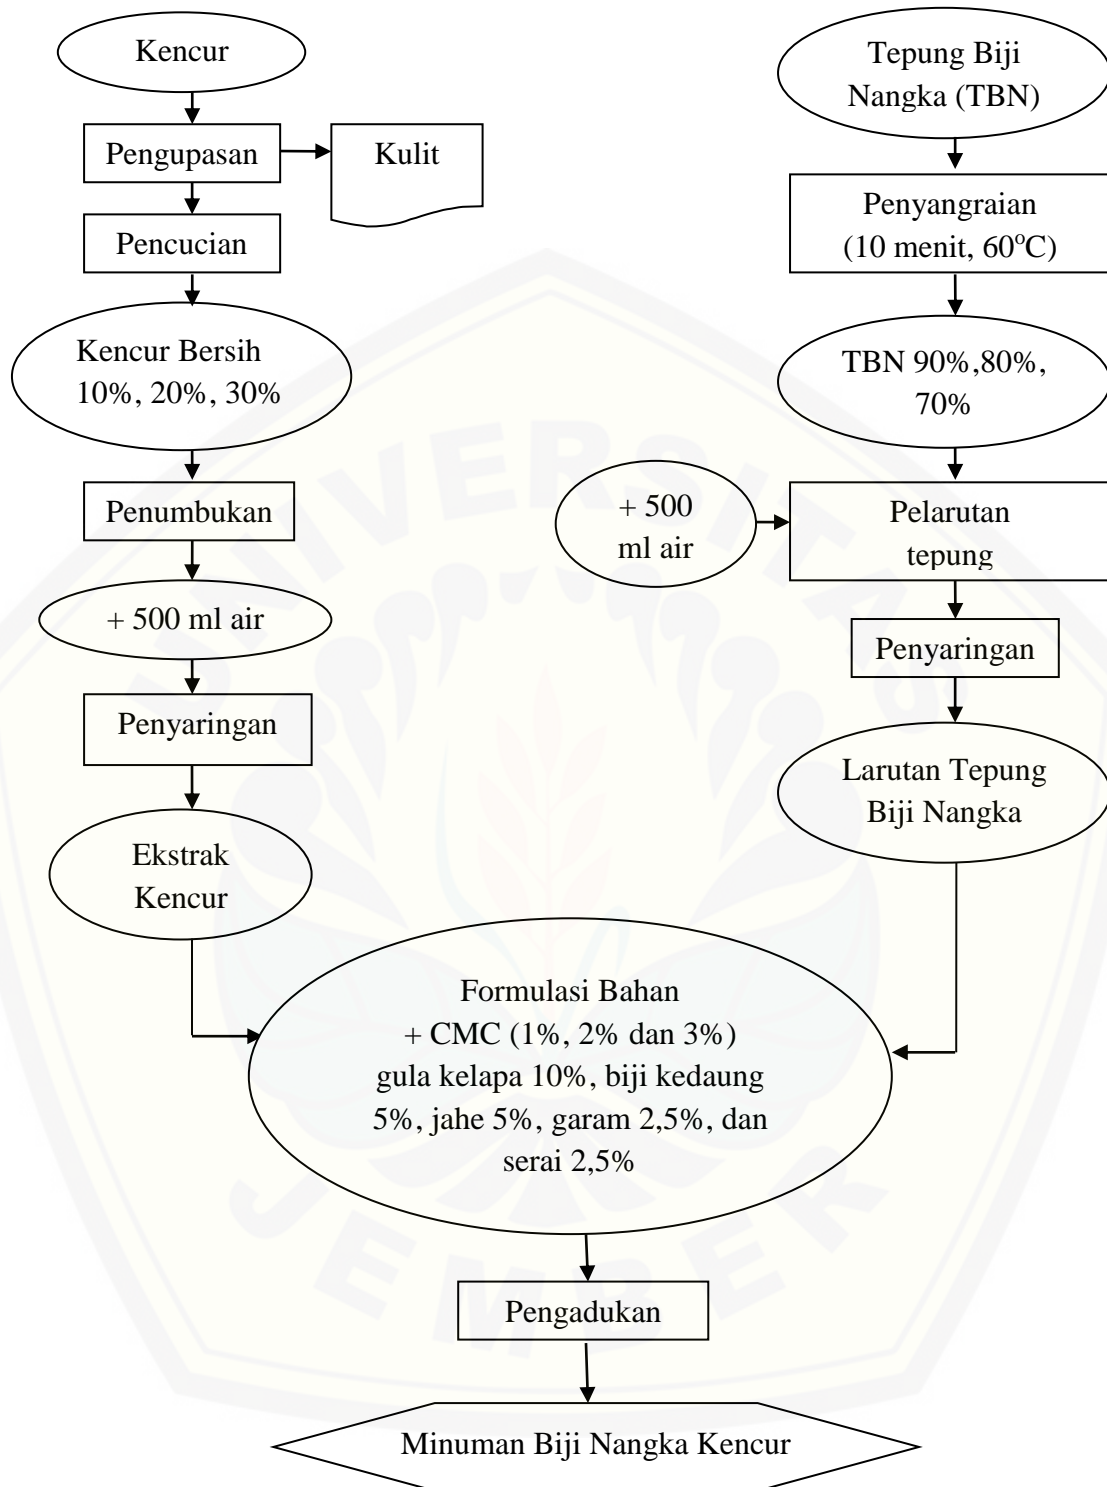 Kencur
Pengupasan
Kulit
Pencucian
Kencur Bersih
10%, 20%, 30%
Penumbukan
+ 500 ml air
Penyaringan
Ekstrak
Kencur
Tepung Biji
Nangka (TBN)
Penyangraian
(10 menit, 60°C)
TBN 90%,80%,
70%
+ 500
ml air
Pelarutan
tepung
Penyaringan
Larutan Tepung
Biji Nangka
Formulasi Bahan
+ CMC (1%, 2% dan 3%)
gula kelapa 10%, biji kedaung
5%, jahe 5%, garam 2,5%, dan
serai 2,5%
Pengadukan
Minuman Biji Nangka Kencur
UNIVERSITAS
JEMBER